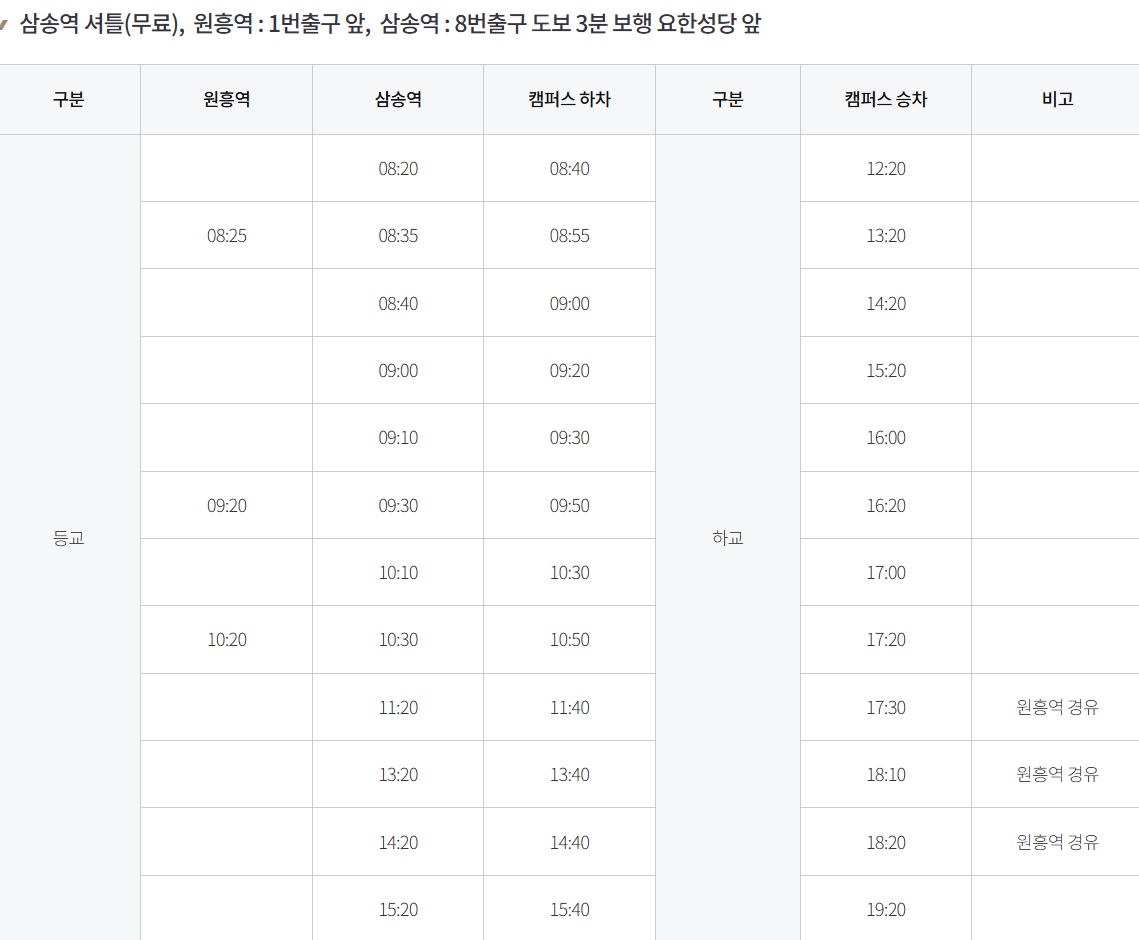 삼송역 셔틀(무료), 원흥역 : 1번출구 앞, 삼송역 : 8번출구 도보 3분 보행 요한성당 앞
구분 원흥역 삼송역 캠퍼스 하차 구분 캠퍼스 승차 비고
08:20 08:40 12:20
08:25 08:35 08:55 13:20
08:40 09:00 14:20
09:00 09:20 15:20
09:10 09:30 16:00
09:20 09:30 09:50 16:20
등교 하교
10:10 10:30 17:00
10:20 10:30 10:50 17:20
11:20 11:40 17:30 원흥역 경유
13:20 13:40 18:10 원흥역 경유
14:20 14:40 18:20 원흥역 경유
15:20 15:40 19:20